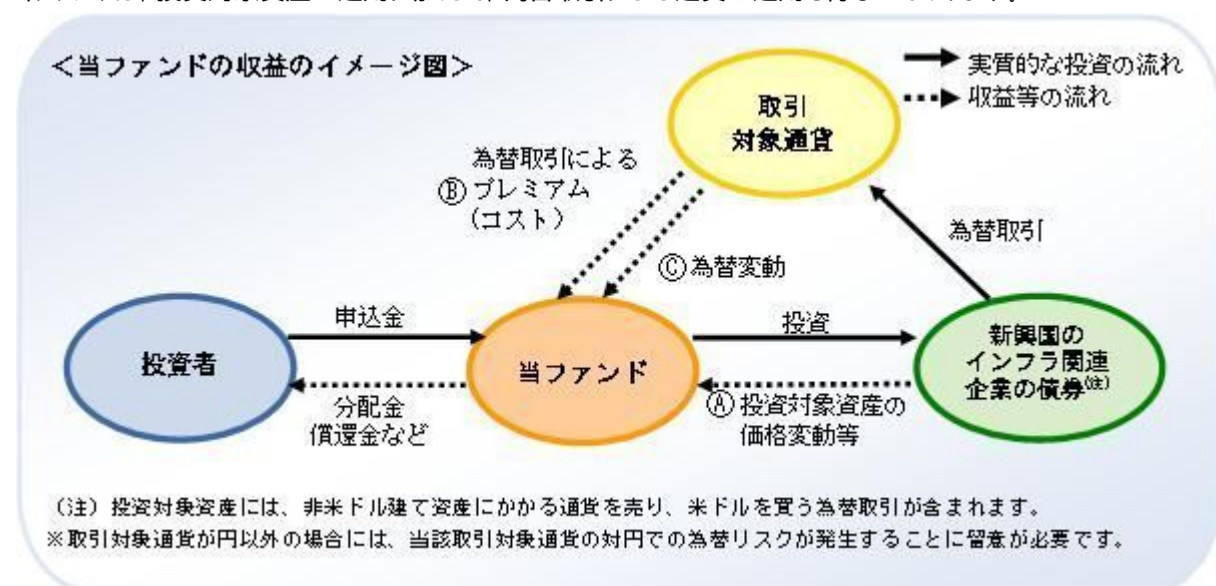 ＜当ファンドの収益のイメージ図＞
実質的な投資の流れ
収益等の流れ
取引
対象通貨
為替取引による
Ⓑプレミアム
（コスト）
為替取引
Ⓒ為替変動
申込金
投資
投資者
当ファンド
新興国の
インフラ関連
企業の債券(注)
分配金
償還金など
Ⓐ投資対象資産の
価格変動等
（注）投資対象資産には、非米ドル建て資産にかかる通貨を売り、米ドルを買う為替取引が含まれます。
※取引対象通貨が円以外の場合には、当該取引対象通貨の対円での為替リスクが発生することに留意が必要です。